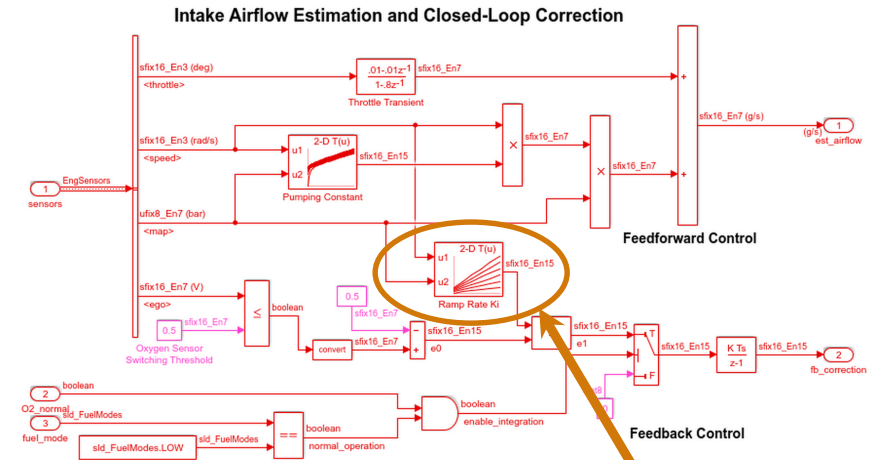 Intake Airflow Estimation and Closed-Loop Correction
sfix16_En3 (deg)
<throttle>
.01-.01z-1
1-.8z-1
Throttle Transient
sfix16_En7
+
sfix16_En3 (rad/s)
<speed>
2-D T(u)
u1
u2
Pumping Constant
sfix16_En15
×
sfix16_En7
×
sfix16_En7
+
sfix16_En7 (g/s)
1
(g/s)
est_airflow
1
sensors
EngSensors
ufix8_En7 (bar)
<map>
Feedforward Control
2-D T(u)
u1
u2
Ramp Rate Ki
sfix16_En15
sfix16_En7 (V)
<ego>
0.5
sfix16_En7
Oxygen Sensor
Switching Threshold
≤
boolean
0.5
sfix16_En7
convert
sfix16_En7
−
+
e0
sfix16_En15
sfix16_En15
e1
T
F
sfix16_En15
K Ts
z-1
sfix16_En15
2
fb_correction
2
O2_normal
boolean
3
fuel_mode
sld_FuelModes
sld_FuelModes.LOW
sld_FuelModes
==
boolean
normal_operation
boolean
enable_integration
Feedback Control